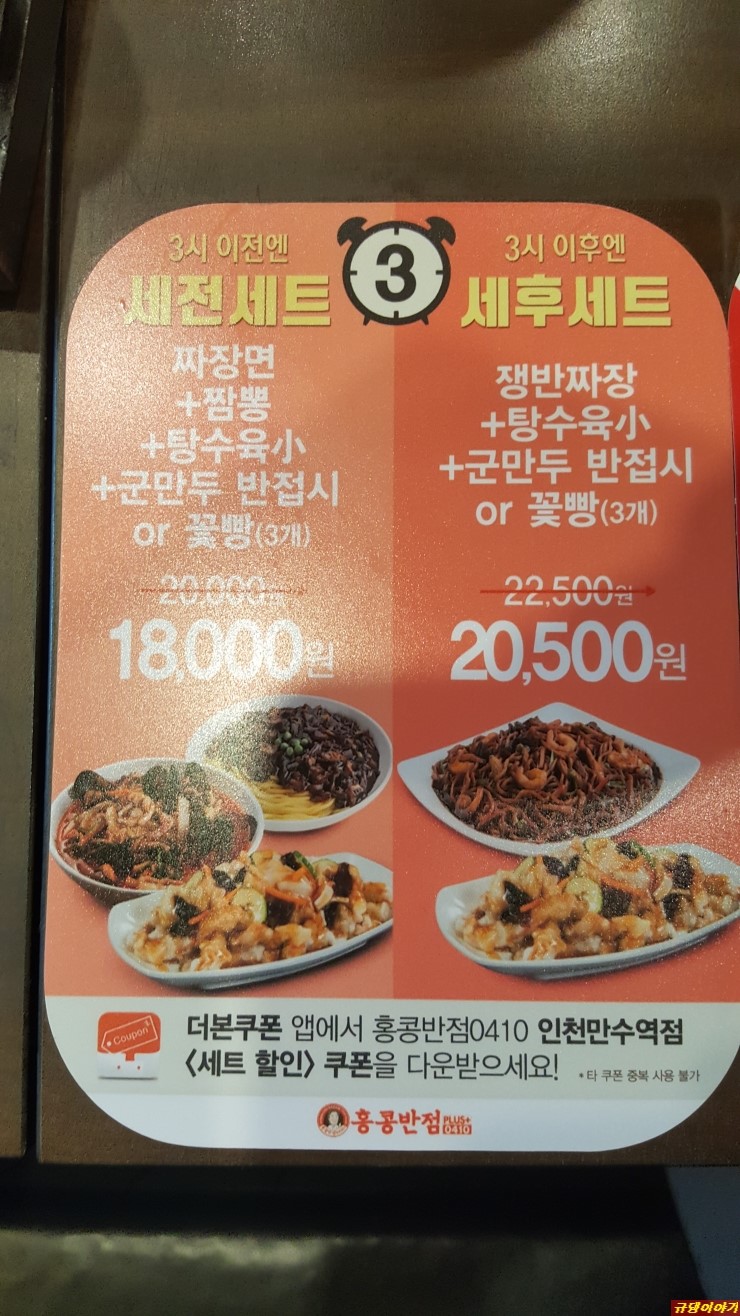 3시 이전엔
세전세트
짜장면
+짬뽕
+탕수육小
+군만두 반접시
or 꽃빵(3개)
20,000원
18,000원
3
3시 이후엔
세후세트
쟁반짜장
+탕수육小
+군만두 반접시
or 꽃빵(3개)
22,500원
20,500원
Coupon
더본쿠폰 앱에서 홍콩반점0410 인천만수역점
<세트 할인> 쿠폰을 다운받으세요! *타 쿠폰 중복 사용 불가
홍콩반점 PLUS+ 0410
규댕이야기